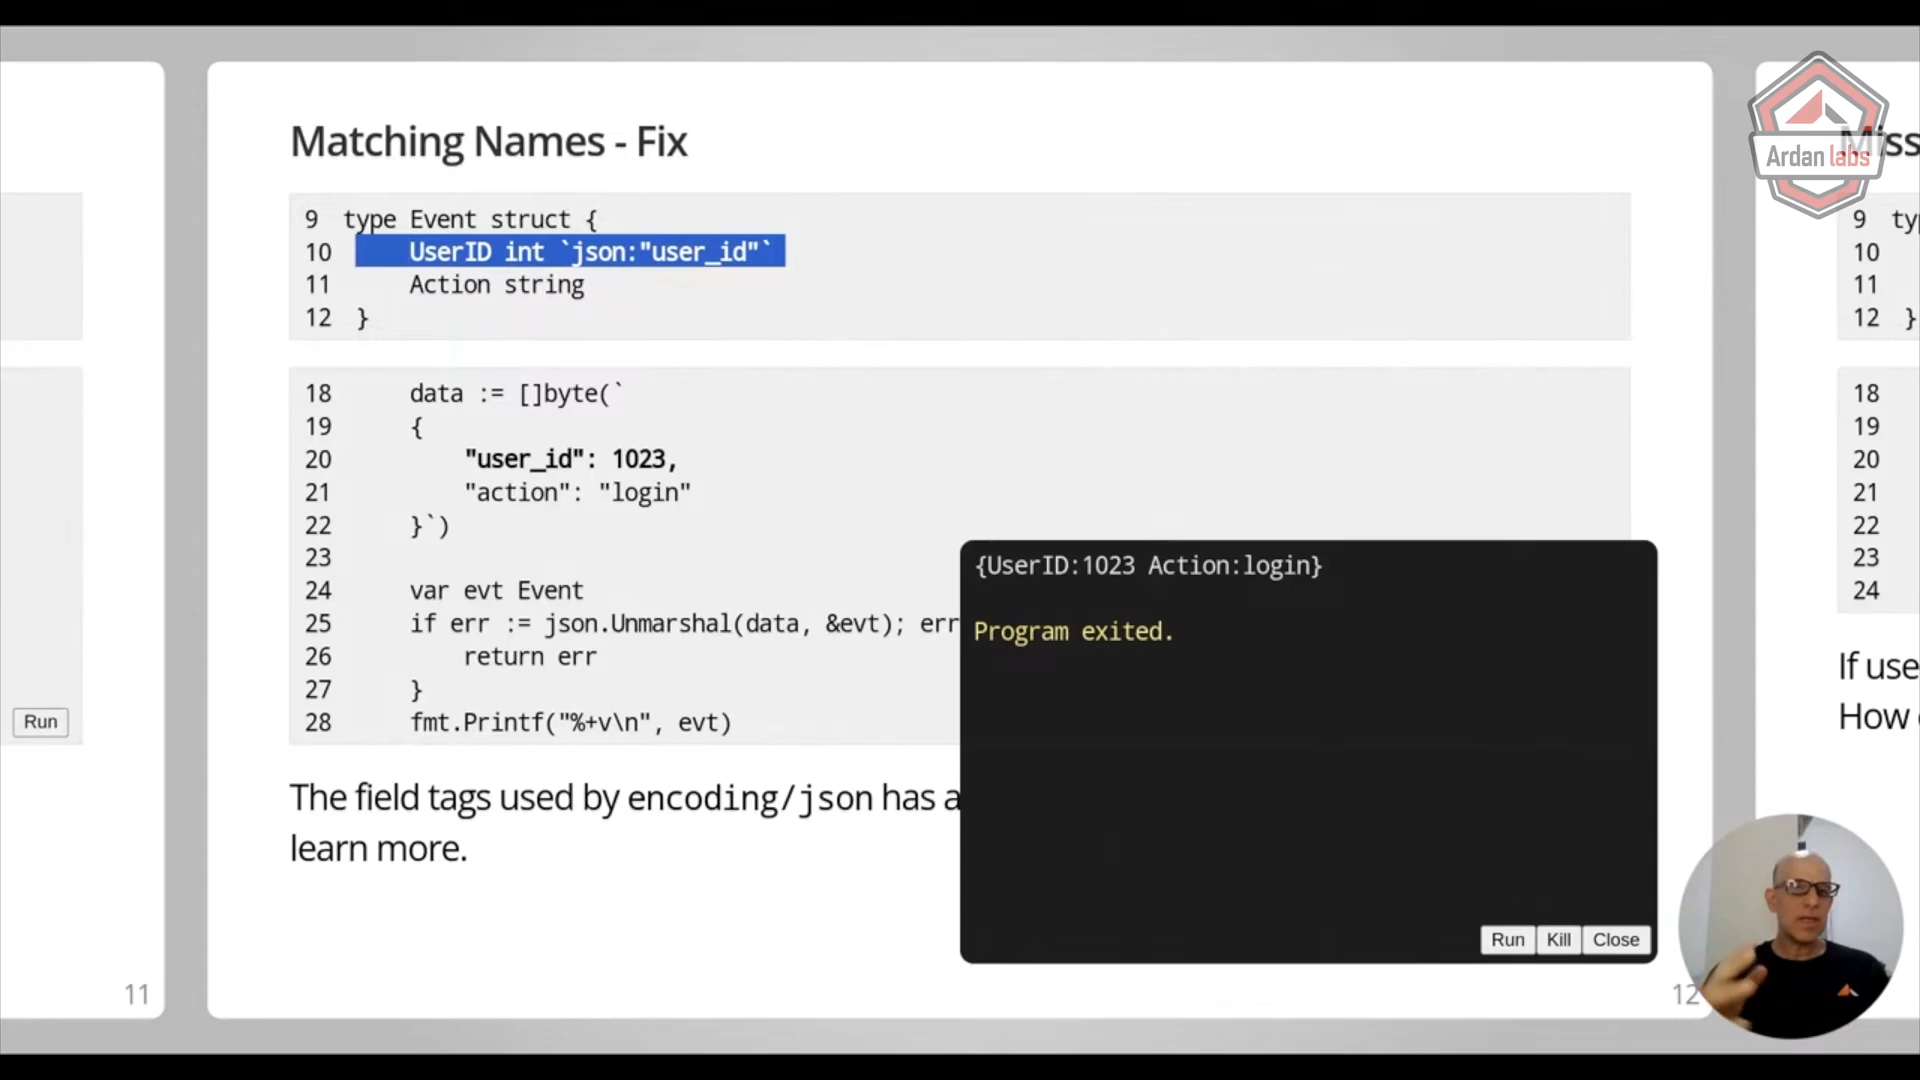 Matching Names - Fix
9 type Event struct {
10 UserID int `json:"user_id"`
11 Action string
12 }
18 data := []byte(`
19 {
20 "user_id": 1023,
21 "action": "login"
22 }`)
23
24 var evt Event
25 if err := json.Unmarshal(data, &evt); err
26 return err
27 }
28 fmt.Printf("%+v\n", evt)
The field tags used by encoding/json has a
learn more.
{UserID:1023 Action:login}
Program exited.
Run Kill Close
12
Run
11
Ardan labs
Miss
9 typ
10
11
12 }
18
19
20
21
22
23
24
If use
How